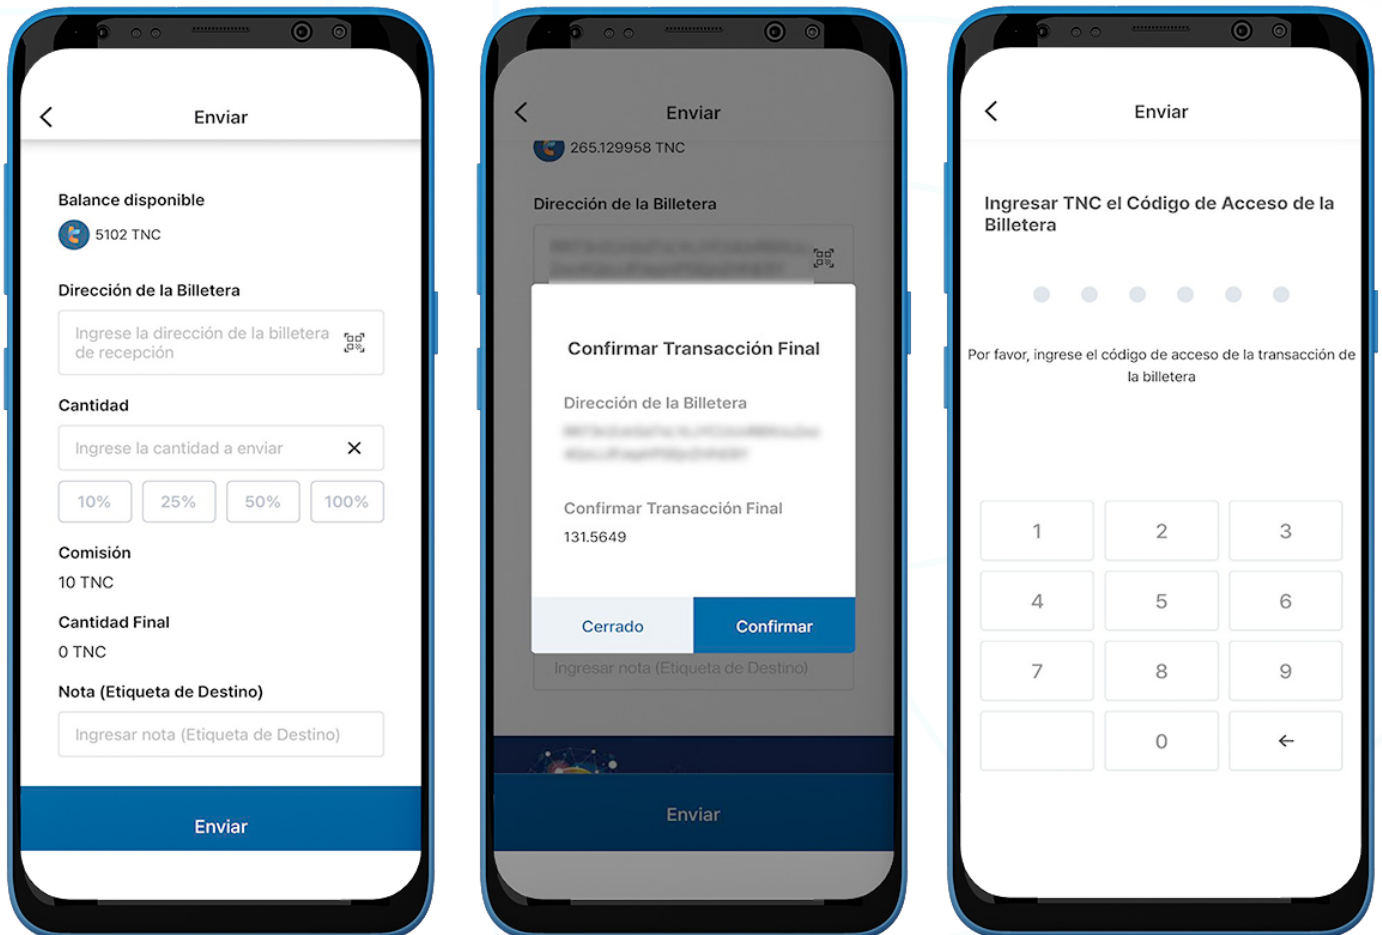 Enviar
Balance disponible
5102 TNC
Dirección de la Billetera
Ingrese la dirección de la billetera
de recepción
Cantidad
Ingrese la cantidad a enviar
10%
25%
50%
100%
Comisión
10 TNC
Cantidad Final
0 TNC
Nota (Etiqueta de Destino)
Ingresar nota (Etiqueta de Destino)
Enviar
Enviar
265.129958 TNC
Dirección de la Billetera
Confirmar Transacción Final
Dirección de la Billetera
Confirmar Transacción Final
131.5649
Cerrado
Confirmar
Ingresar nota (Etiqueta de Destino)
Enviar
Enviar
Ingresar TNC el Código de Acceso de la
Billetera
Por favor, ingrese el código de acceso de la transacción de
la billetera
1
2
3
4
5
6
7
8
9
0